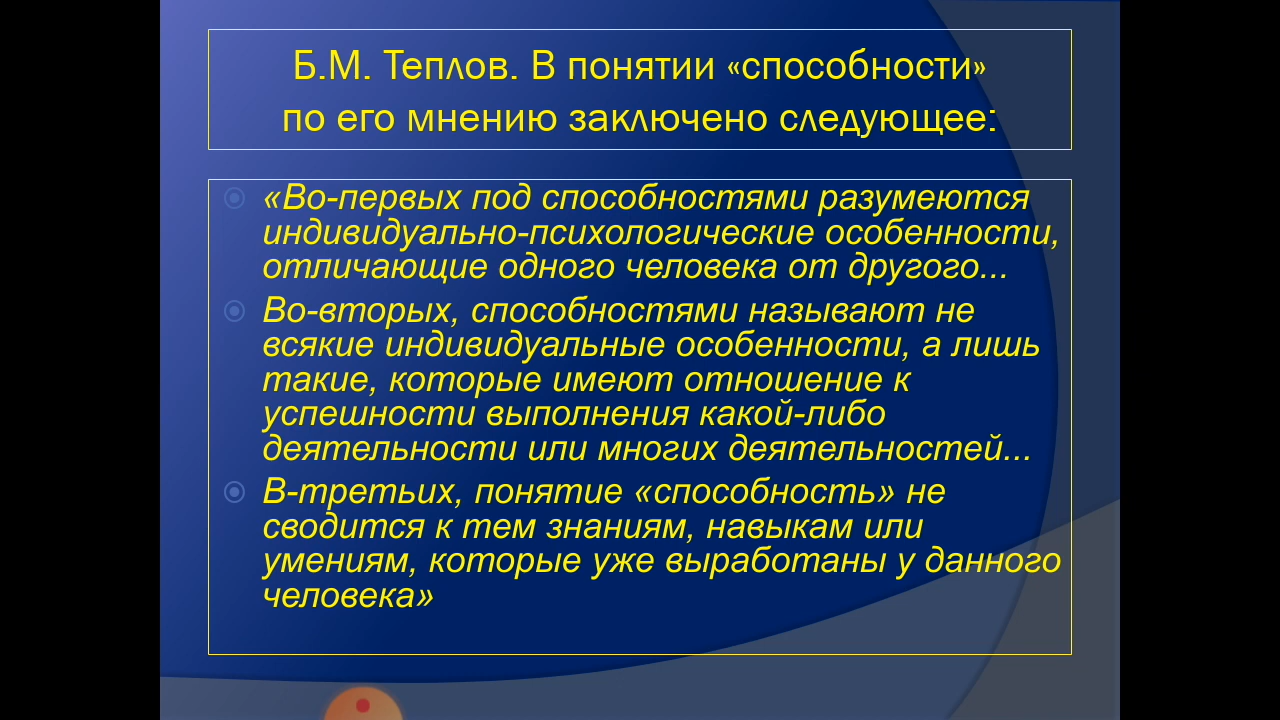 Б.М. Теплов. В понятии «способности»
по его мнению заключено следующее:
«Во-первых под способностями разумеются
индивидуально-психологические особенности,
отличающие одного человека от другого...
Во-вторых, способностями называют не
всякие индивидуальные особенности, а лишь
такие, которые имеют отношение к
успешности выполнения какой-либо
деятельности или многих деятельностей...
В-третьих, понятие «способность» не
сводится к тем знаниям, навыкам или
умениям, которые уже выработаны у данного
человека»